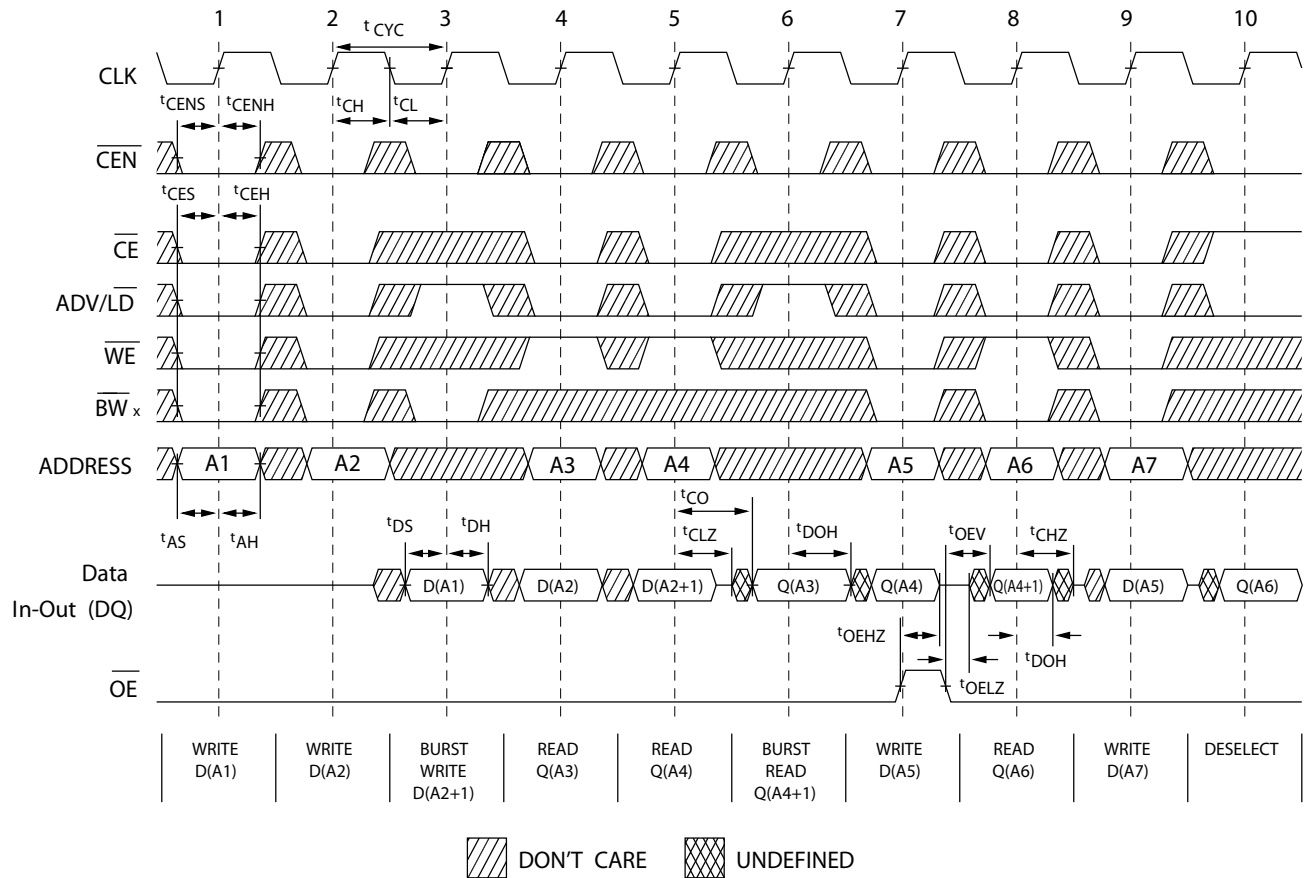 1 2 3 4 5 6 7 8 9 10
t CYC
CLK
tCENS tCENH tCH tCL
CEN
tCES tCEH
CE
ADV/LD
WE
BW x
ADDRESS A1 A2 A3 A4 A5 A6 A7
tCO
tAS tAH tDS tDH tCLZ tDOH tOEV tCHZ
Data
In-Out (DQ)
D(A1) D(A2) D(A2+1) Q(A3) Q(A4) Q(A4+1) D(A5) Q(A6)
tOEHZ tDOH
tOELZ
OE
WRITE
D(A1)
WRITE
D(A2)
BURST
WRITE
D(A2+1)
READ
Q(A3)
READ
Q(A4)
BURST
READ
Q(A4+1)
WRITE
D(A5)
READ
Q(A6)
WRITE
D(A7)
DESELECT
DON'T CARE
UNDEFINED